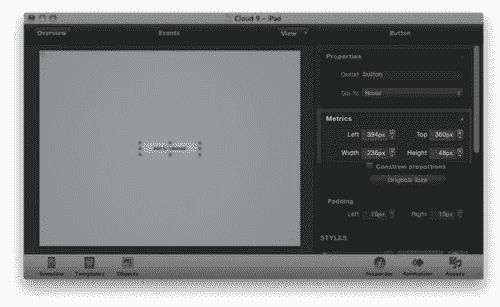 Cloud 9 - iPad
Overview Events View Button
Properties
Outlet button
Go To None
Metrics
Left 394px Top 360px
Width 236px Height 48px
Constrain proportions
Original Size
Padding
Left 10px Right 10px
STYLES
Simulate Templates Objects Inspector Animation Assets